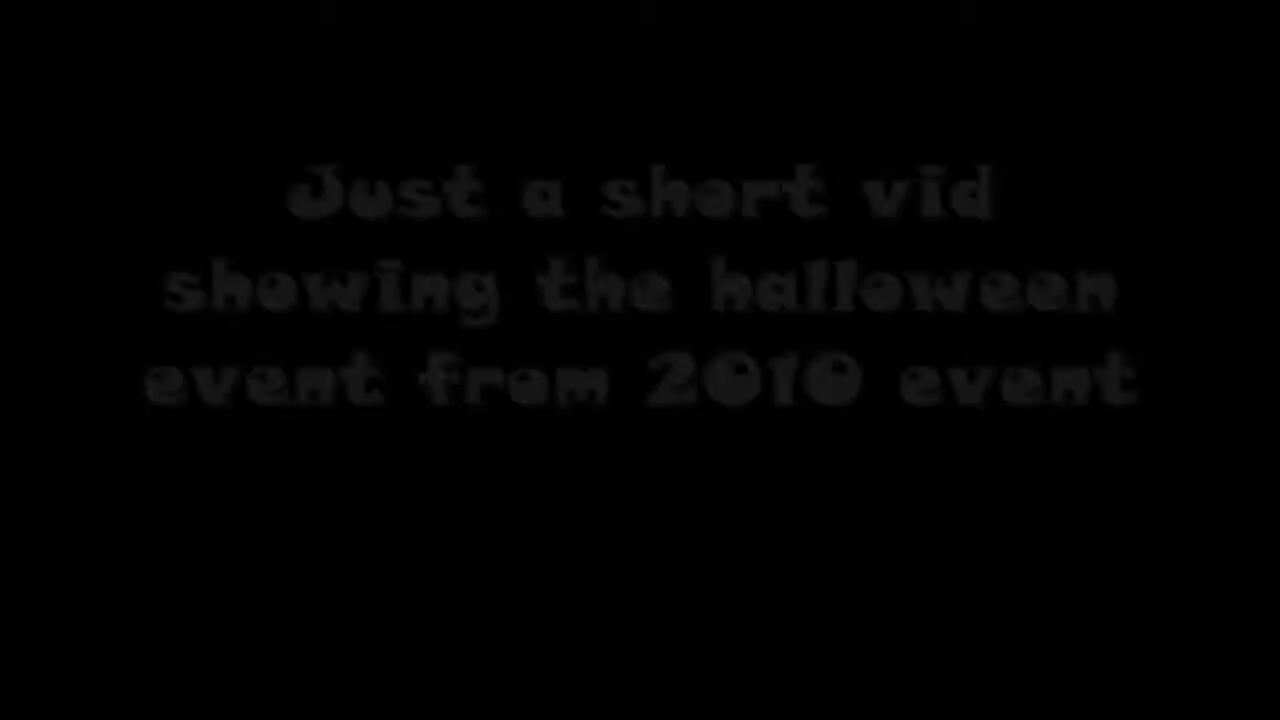 Just a short vid
showing the halloween
event from 2010 event